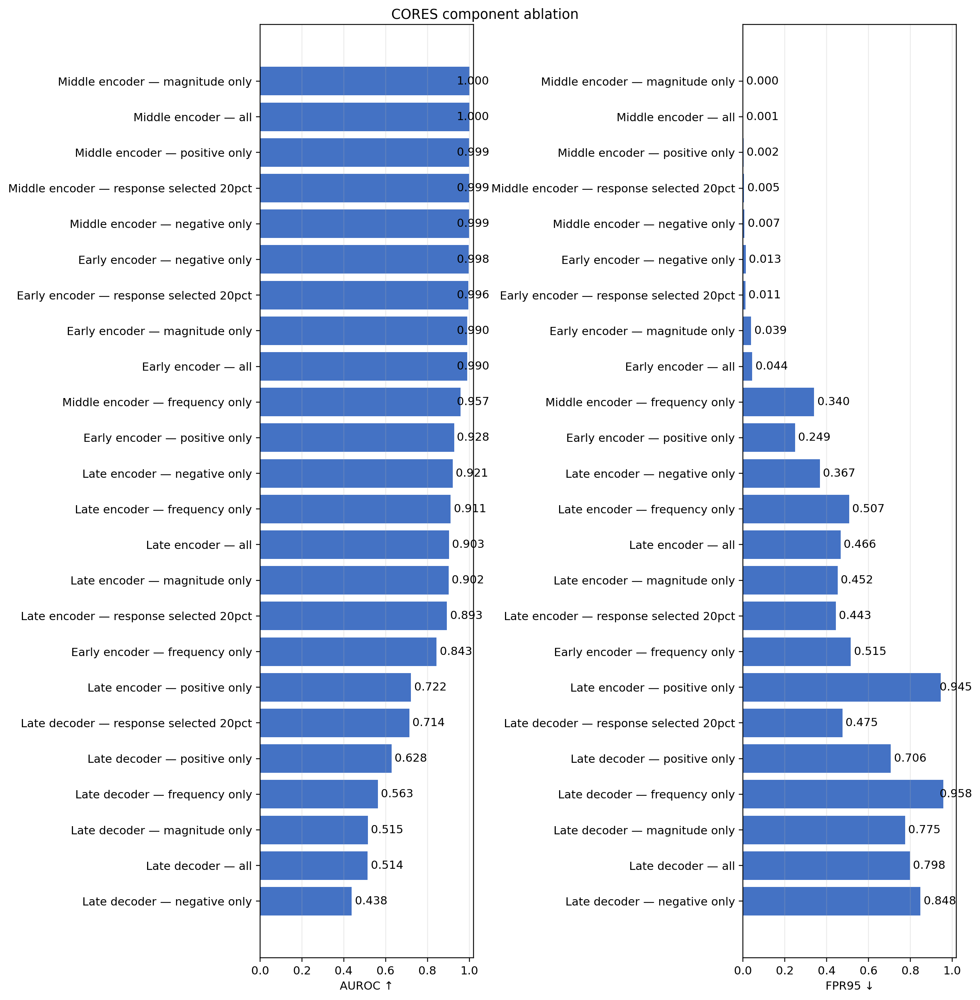 CORES component ablation
Middle encoder — magnitude only
1.000
Middle encoder — all
1.000
Middle encoder — positive only
0.999
Middle encoder — response selected 20pct
0.999
Middle encoder — negative only
0.999
Early encoder — negative only
0.998
Early encoder — response selected 20pct
0.996
Early encoder — magnitude only
0.990
Early encoder — all
0.990
Middle encoder — frequency only
0.957
Early encoder — positive only
0.928
Late encoder — negative only
0.921
Late encoder — frequency only
0.911
Late encoder — all
0.903
Late encoder — magnitude only
0.902
Late encoder — response selected 20pct
0.893
Early encoder — frequency only
0.843
Late encoder — positive only
0.722
Late decoder — response selected 20pct
0.714
Late decoder — positive only
0.628
Late decoder — frequency only
0.563
Late decoder — magnitude only
0.515
Late decoder — all
0.514
Late decoder — negative only
0.438
0.0 0.2 0.4 0.6 0.8 1.0
AUROC ↑
Middle encoder — magnitude only
0.000
Middle encoder — all
0.001
Middle encoder — positive only
0.002
Middle encoder — response selected 20pct
0.005
Middle encoder — negative only
0.007
Early encoder — negative only
0.013
Early encoder — response selected 20pct
0.011
Early encoder — magnitude only
0.039
Early encoder — all
0.044
Middle encoder — frequency only
0.340
Early encoder — positive only
0.249
Late encoder — negative only
0.367
Late encoder — frequency only
0.507
Late encoder — all
0.466
Late encoder — magnitude only
0.452
Late encoder — response selected 20pct
0.443
Early encoder — frequency only
0.515
Late encoder — positive only
0.945
Late decoder — response selected 20pct
0.475
Late decoder — positive only
0.706
Late decoder — frequency only
0.958
Late decoder — magnitude only
0.775
Late decoder — all
0.798
Late decoder — negative only
0.848
0.0 0.2 0.4 0.6 0.8 1.0
FPR95 ↓